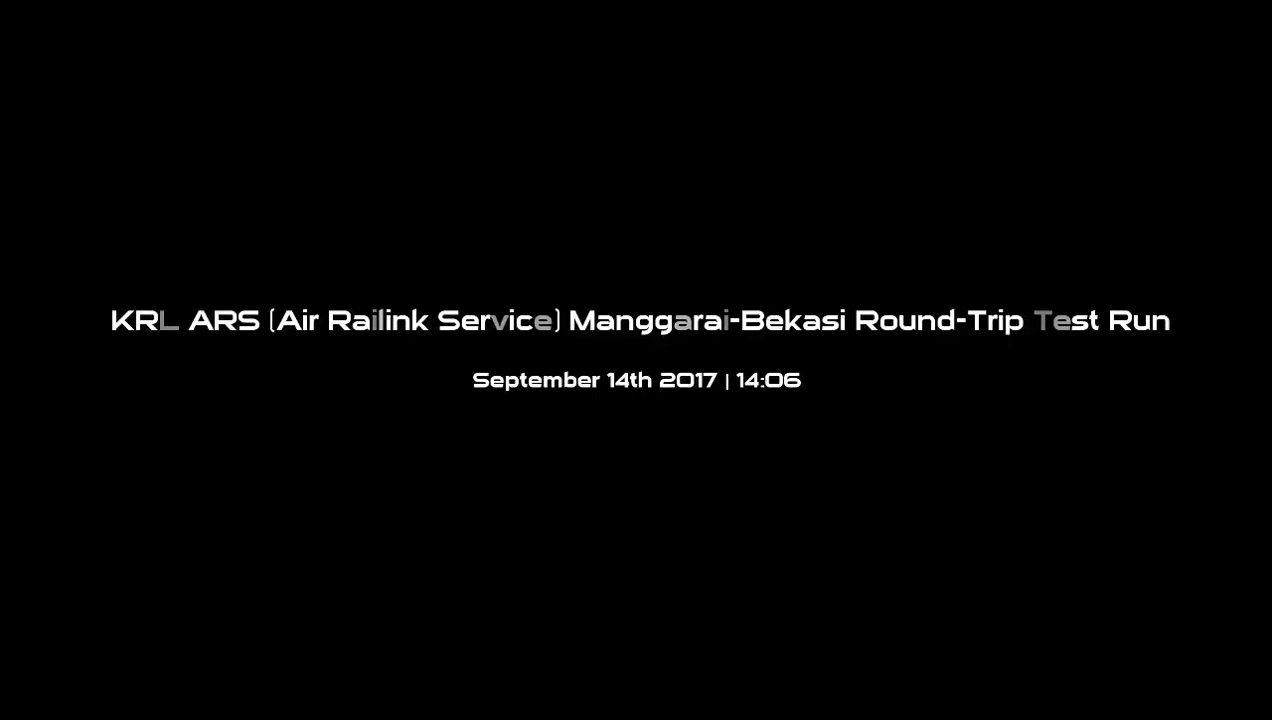 KRL ARS (Air Railink Service) Manggarai-Bekasi Round-Trip Test Run
September 14th 2017 | 14:06